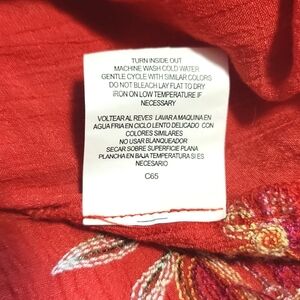 TURN INSIDE OUT
MACHINE WASH COLD WATER
GENTLE CYCLE WITH SIMILAR COLORS
DO NOT BLEACH LAY FLAT TO DRY
IRON ON LOW TEMPERATURE IF
NECESSARY
VOLTEAR AL REVES LAVAR A MAQUINA EN
AGUA FRIA EN CICLO LENTO DELICADO CON
COLORES SIMILARES
NO USAR BLANQUEADOR
SECAR SOBRE SUPERFICIE PLANA
PLANCHA EN BAJA TEMPERATURA SI ES
NECESARIO
C65